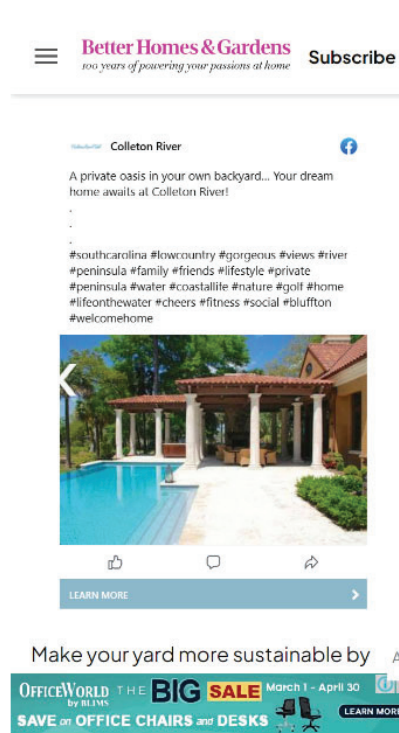 Better Homes & Gardens
100 years of powering your passions at home
Subscribe
Colleton River
A private oasis in your own backyard... Your dream
home awaits at Colleton River!
.
.
.
#southcarolina #lowcountry #gorgeous #views #river
#peninsula #family #friends #lifestyle #private
#peninsula #water #coastallife #nature #golf #home
#lifeonthewater #cheers #fitness #social #bluffton
#welcomehome
LEARN MORE
Make your yard more sustainable by
OFFICEWORLD THE BIG SALE March 1 - April 30
by BLIMS
SAVE on OFFICE CHAIRS and DESKS
LEARN MORE